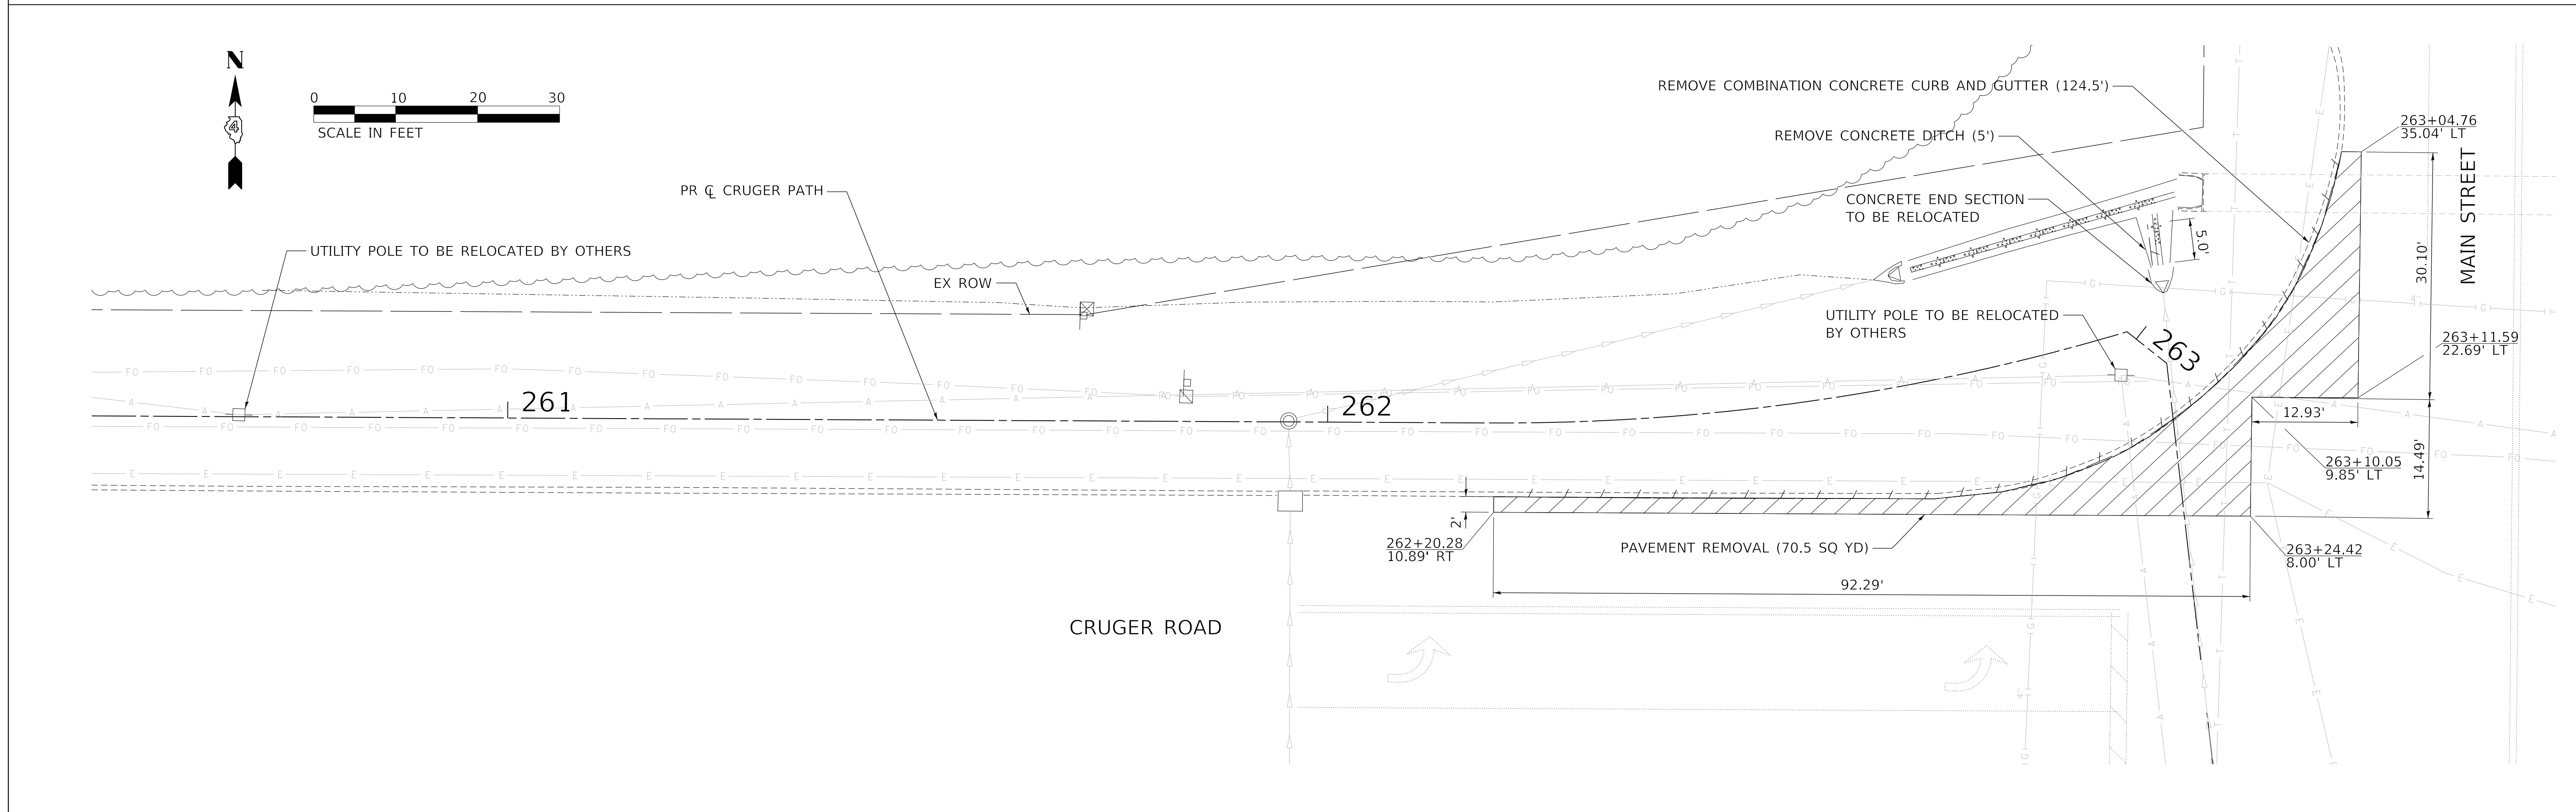 N
4
0 10 20 30
SCALE IN FEET
REMOVE COMBINATION CONCRETE CURB AND GUTTER (124.5')
263+04.76
35.04' LT
REMOVE CONCRETE DITCH (5')
MAIN STREET
PR ℄ CRUGER PATH
CONCRETE END SECTION
TO BE RELOCATED
5.0'
30.10'
UTILITY POLE TO BE RELOCATED BY OTHERS
EX ROW
UTILITY POLE TO BE RELOCATED
BY OTHERS
263
263+11.59
22.69' LT
261
262
12.93'
14.49'
263+10.05
9.85' LT
2'
262+20.28
10.89' RT
PAVEMENT REMOVAL (70.5 SQ YD)
263+24.42
8.00' LT
92.29'
CRUGER ROAD